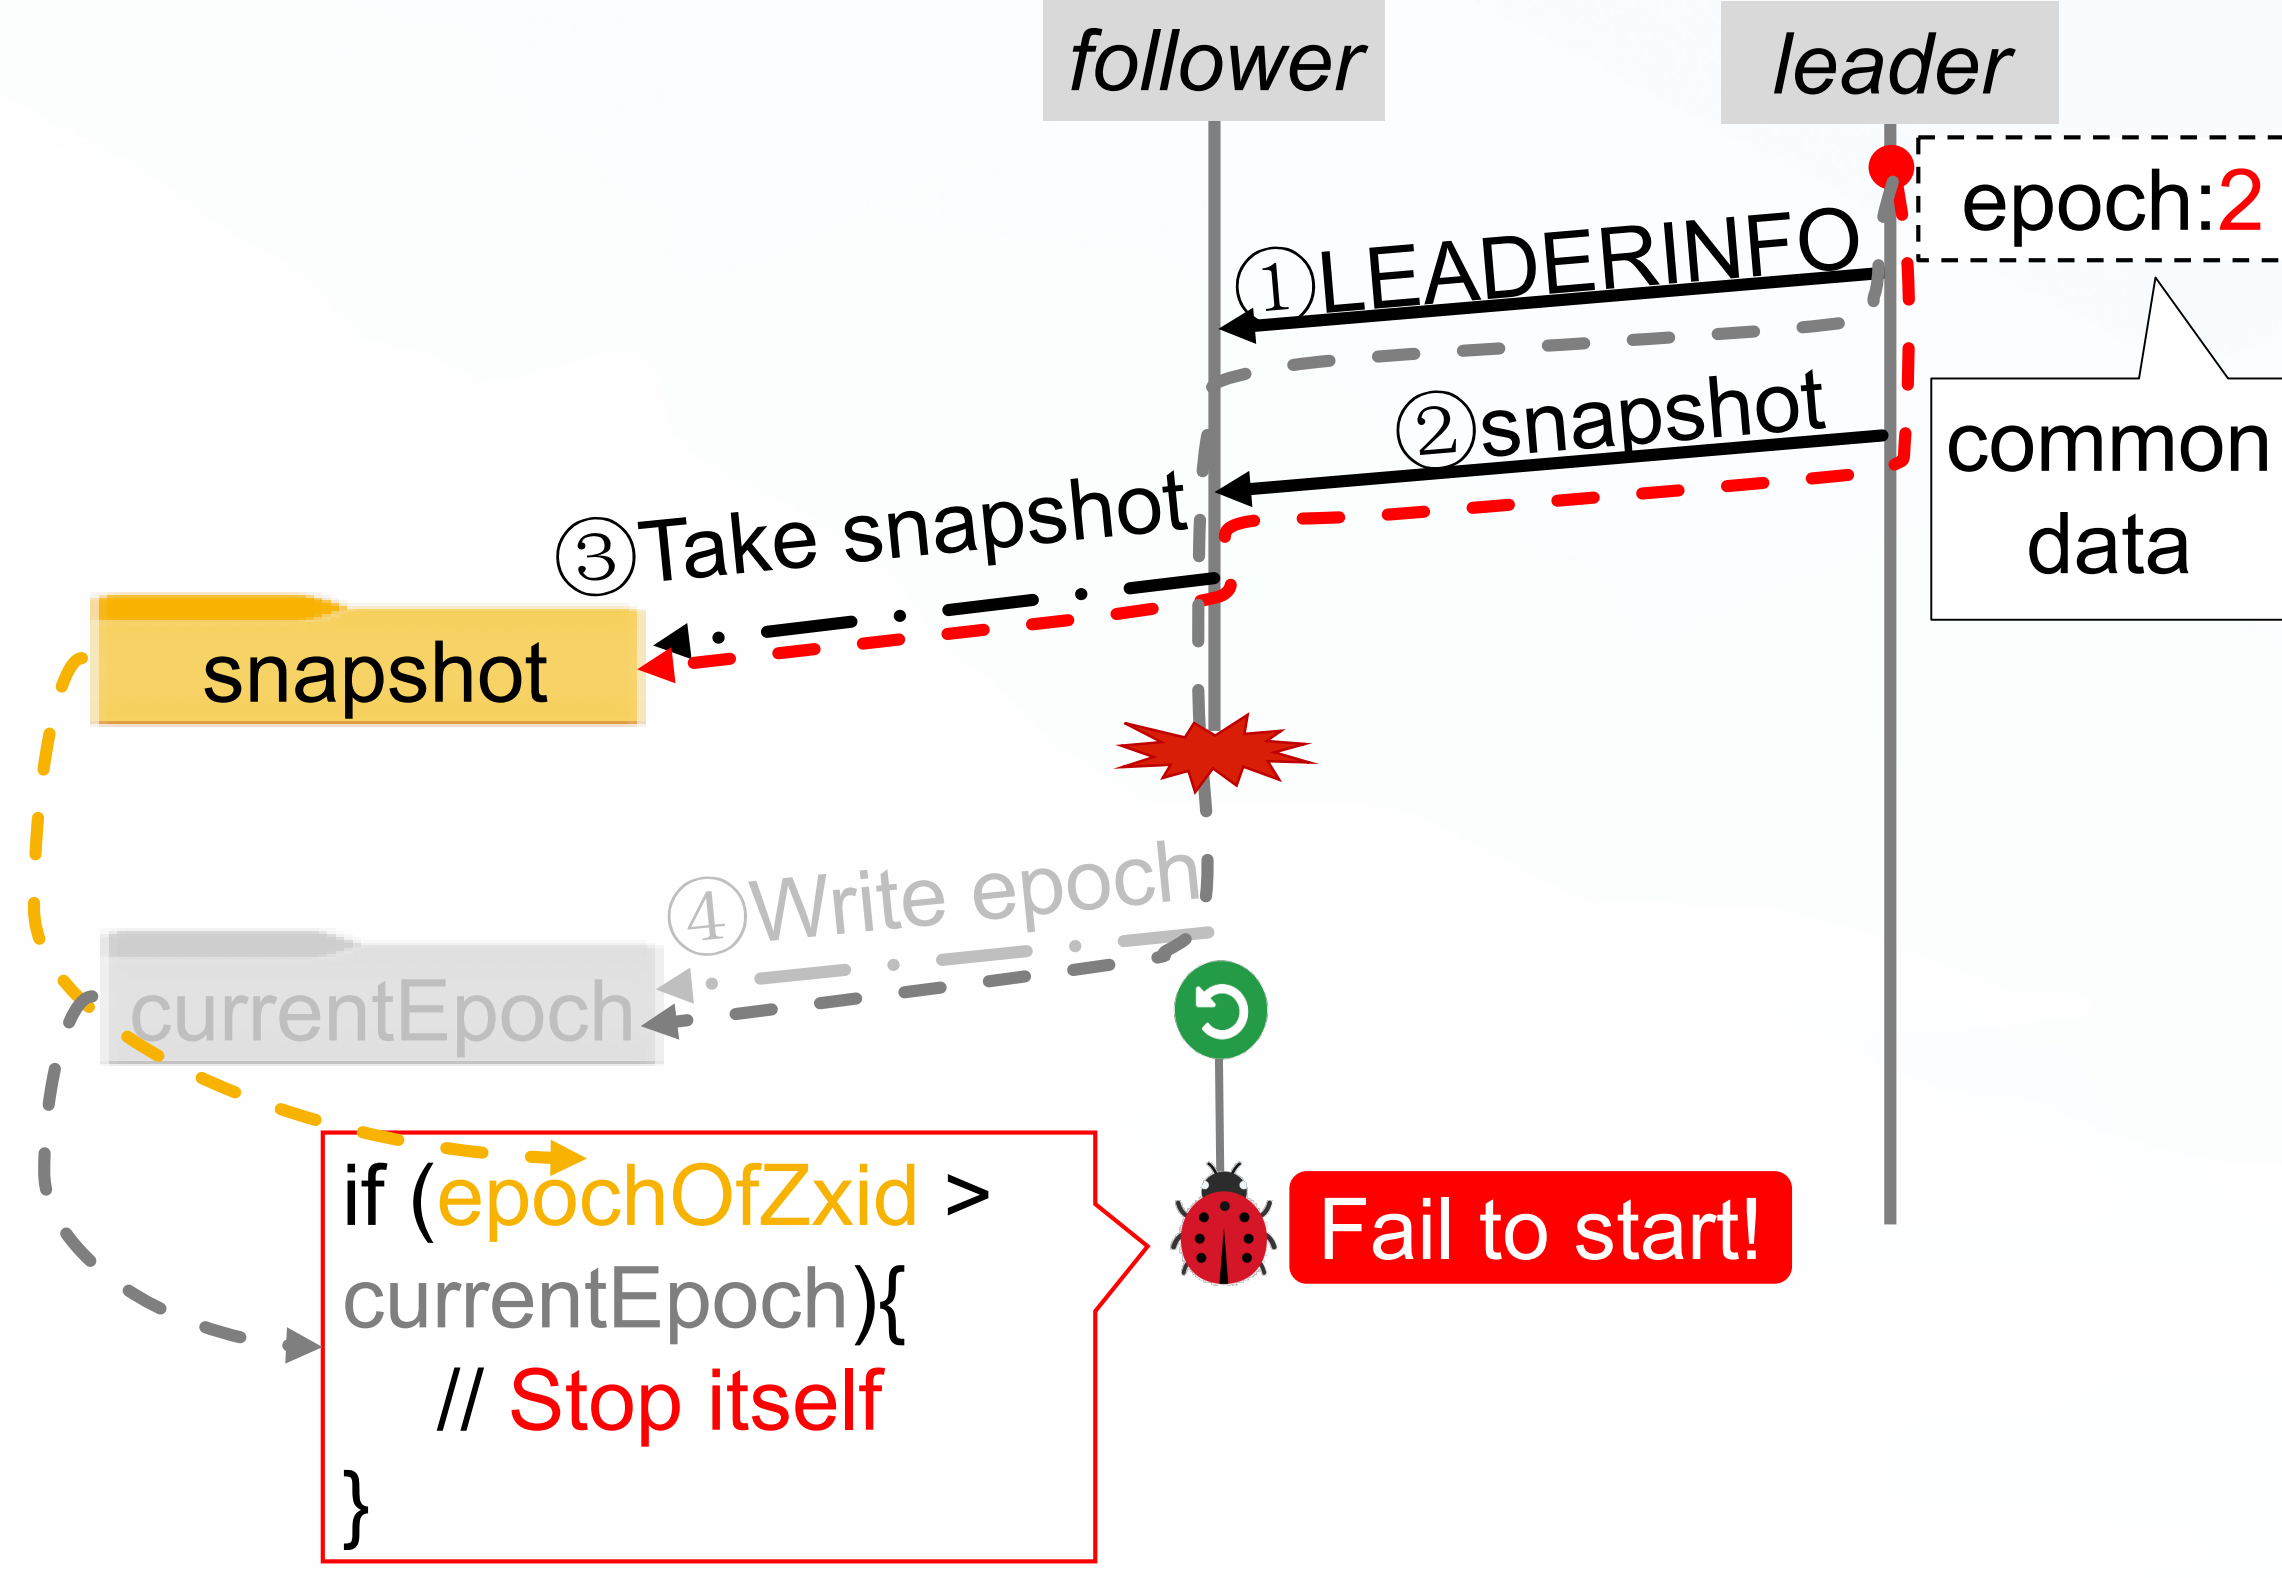 follower
leader
epoch:2
①LEADERINFO
②snapshot
common
data
③Take snapshot
snapshot
④Write epoch
currentEpoch
if (epochOfZxid >
currentEpoch){
// Stop itself
}
Fail to start!